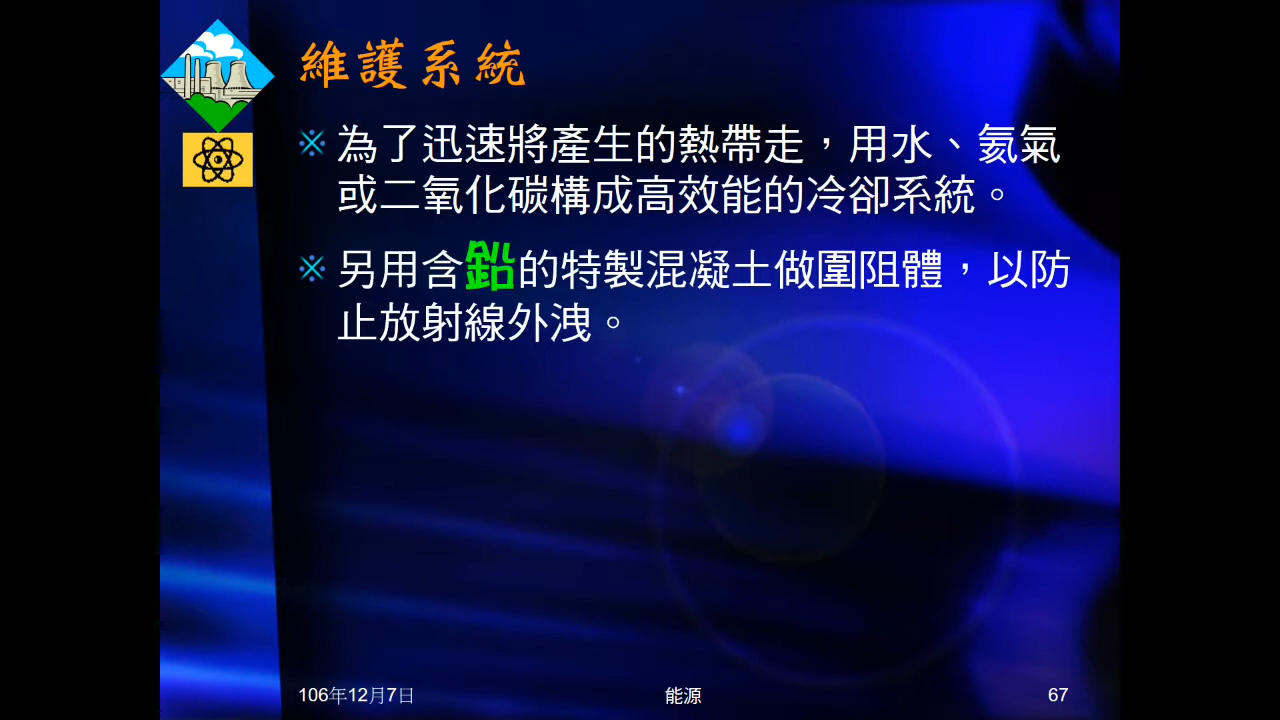 維護系統
※為了迅速將產生的熱帶走，用水、氦氣
或二氧化碳構成高效能的冷卻系統。
※另用含鉛的特製混凝土做圍阻體，以防
止放射線外洩。
106年12月7日
能源
67